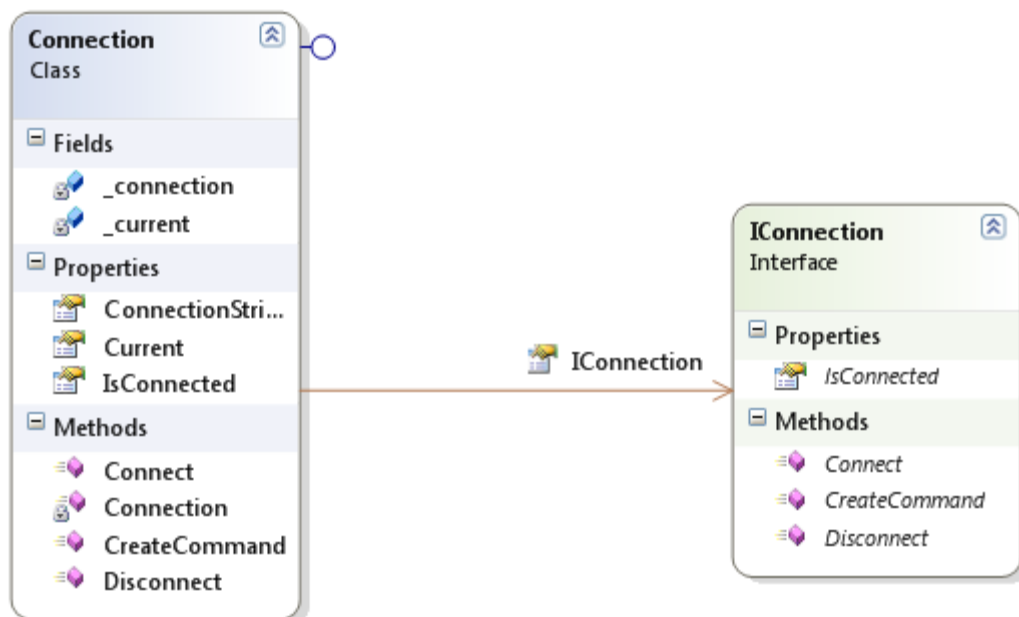 Connection
Class
Fields
_connection
_current
Properties
ConnectionStri...
Current
IsConnected
Methods
Connect
Connection
CreateCommand
Disconnect
IConnection
IConnection
Interface
Properties
IsConnected
Methods
Connect
CreateCommand
Disconnect